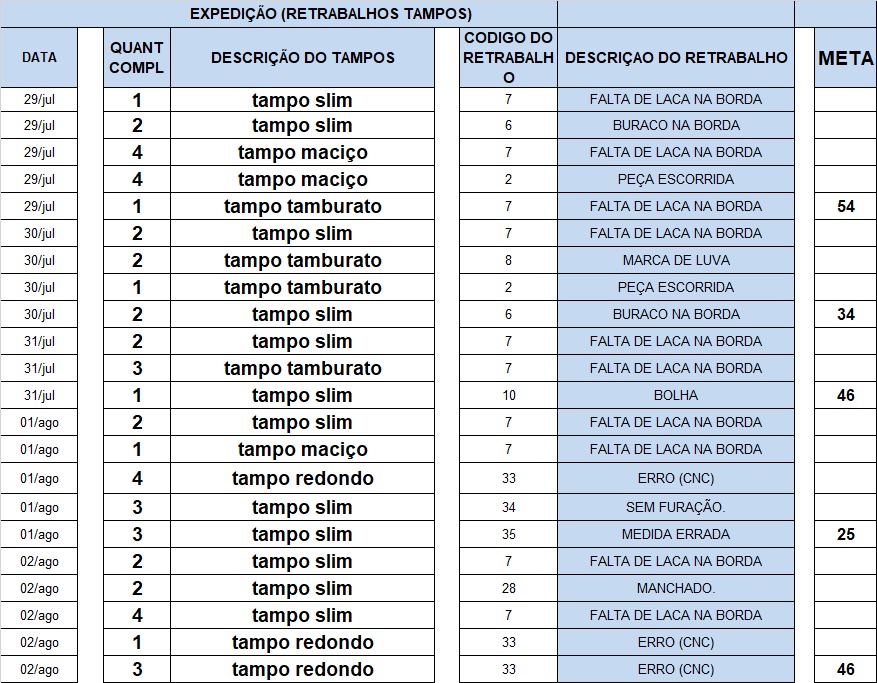 EXPEDIÇÃO (RETRABALHOS TAMPOS)
DATA QUANT COMPL DESCRIÇÃO DO TAMPOS CODIGO DO RETRABALHO DESCRIÇAO DO RETRABALHO META
29/jul 1 tampo slim 7 FALTA DE LACA NA BORDA
29/jul 2 tampo slim 6 BURACO NA BORDA
29/jul 4 tampo maciço 7 FALTA DE LACA NA BORDA
29/jul 4 tampo maciço 2 PEÇA ESCORRIDA
29/jul 1 tampo tamburato 7 FALTA DE LACA NA BORDA 54
30/jul 2 tampo slim 7 FALTA DE LACA NA BORDA
30/jul 2 tampo tamburato 8 MARCA DE LUVA
30/jul 1 tampo tamburato 2 PEÇA ESCORRIDA
30/jul 2 tampo slim 6 BURACO NA BORDA 34
31/jul 2 tampo slim 7 FALTA DE LACA NA BORDA
31/jul 3 tampo tamburato 7 FALTA DE LACA NA BORDA
31/jul 1 tampo slim 10 BOLHA 46
01/ago 2 tampo slim 7 FALTA DE LACA NA BORDA
01/ago 1 tampo maciço 7 FALTA DE LACA NA BORDA
01/ago 4 tampo redondo 33 ERRO (CNC)
01/ago 3 tampo slim 34 SEM FURAÇÃO.
01/ago 3 tampo slim 35 MEDIDA ERRADA 25
02/ago 2 tampo slim 7 FALTA DE LACA NA BORDA
02/ago 2 tampo slim 28 MANCHADO.
02/ago 4 tampo slim 7 FALTA DE LACA NA BORDA
02/ago 1 tampo redondo 33 ERRO (CNC)
02/ago 3 tampo redondo 33 ERRO (CNC) 46